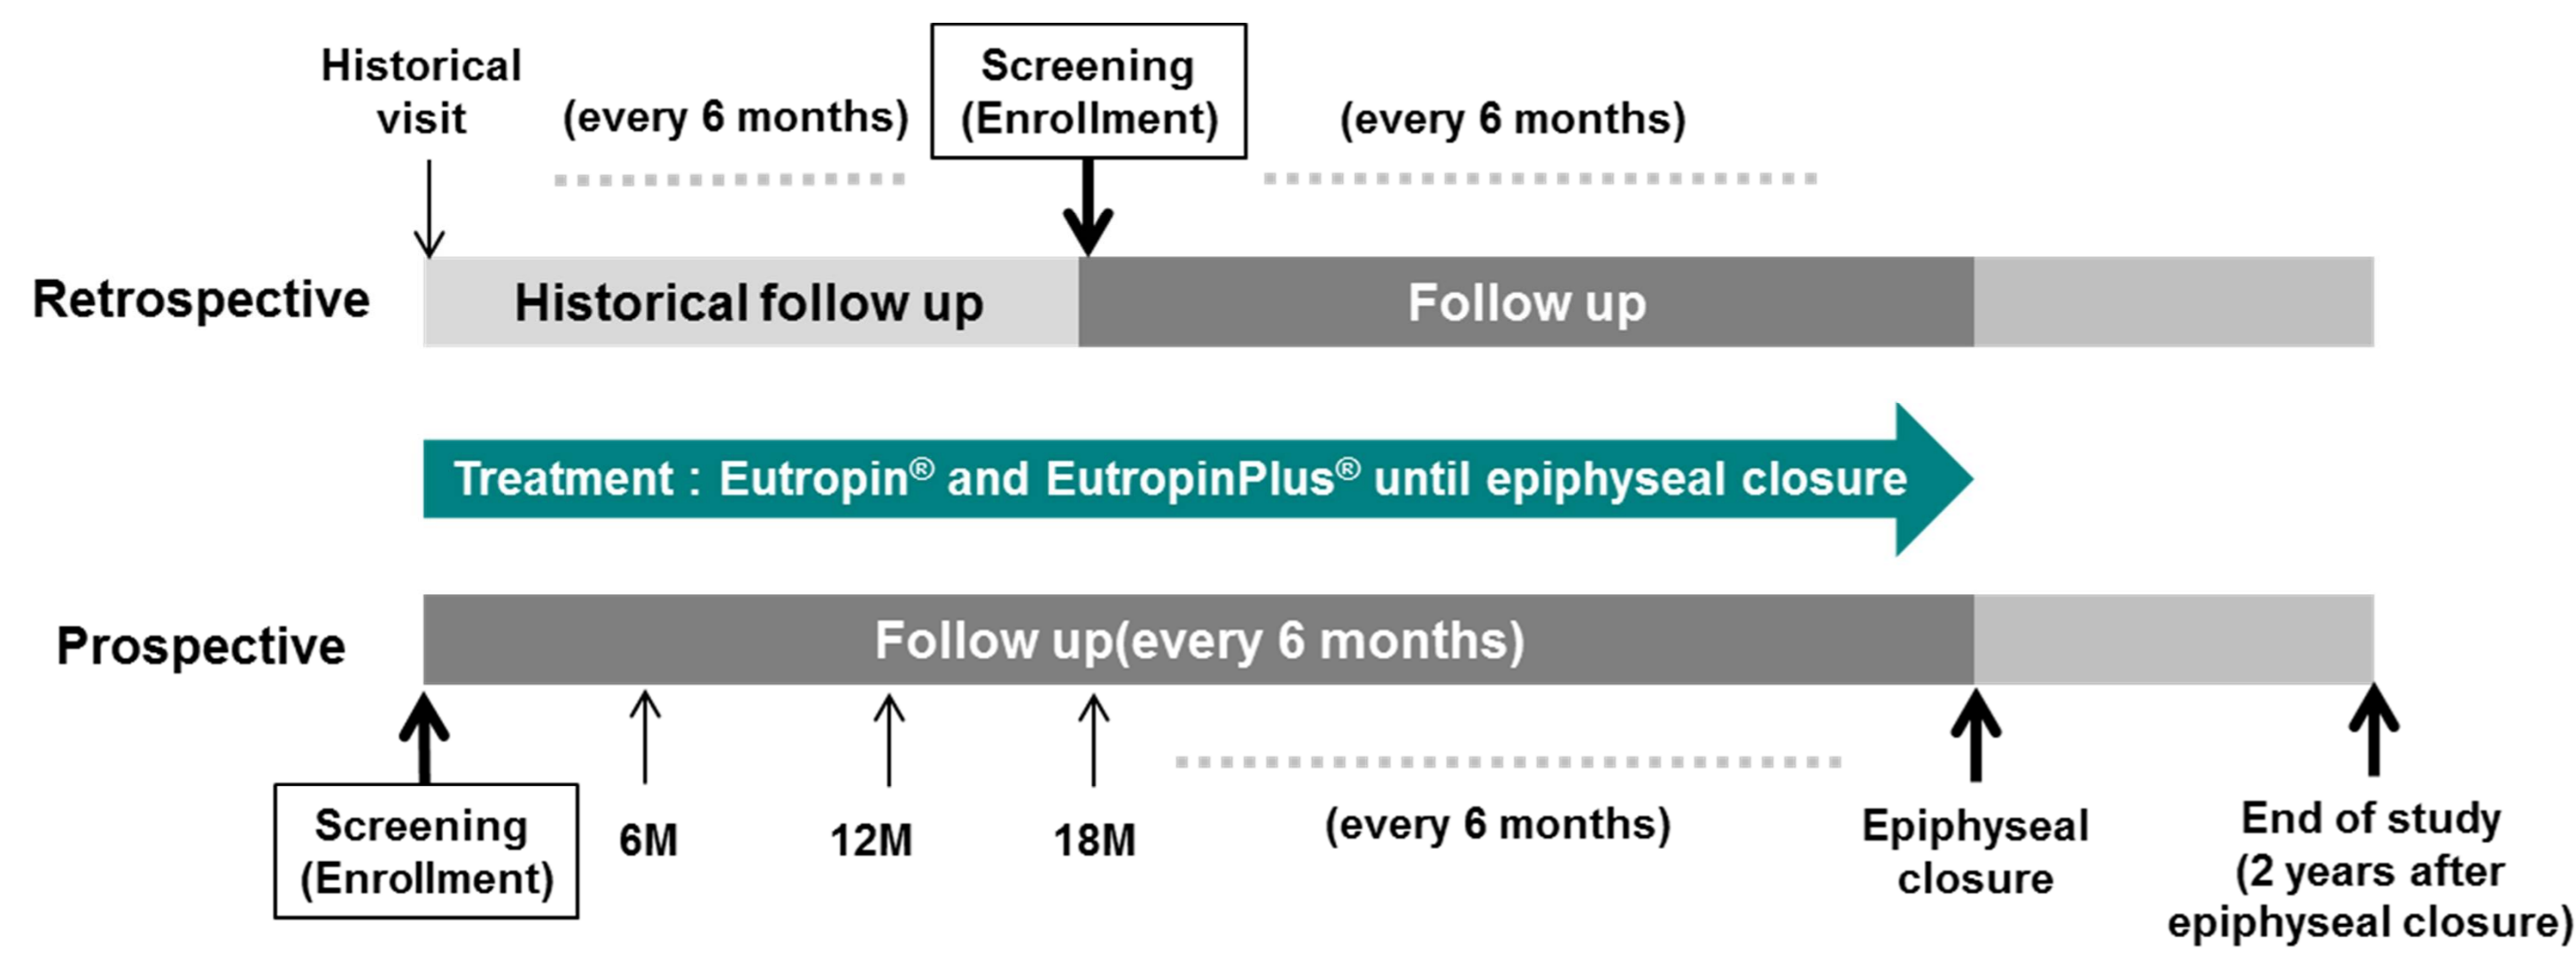 Historical
visit
(every 6 months)
Screening
(Enrollment)
(every 6 months)
Retrospective
Historical follow up
Follow up
Treatment : Eutropin® and EutropinPlus® until epiphyseal closure
Prospective
Follow up(every 6 months)
Screening
(Enrollment)
6M
12M
18M
(every 6 months)
Epiphyseal
closure
End of study
(2 years after
epiphyseal closure)